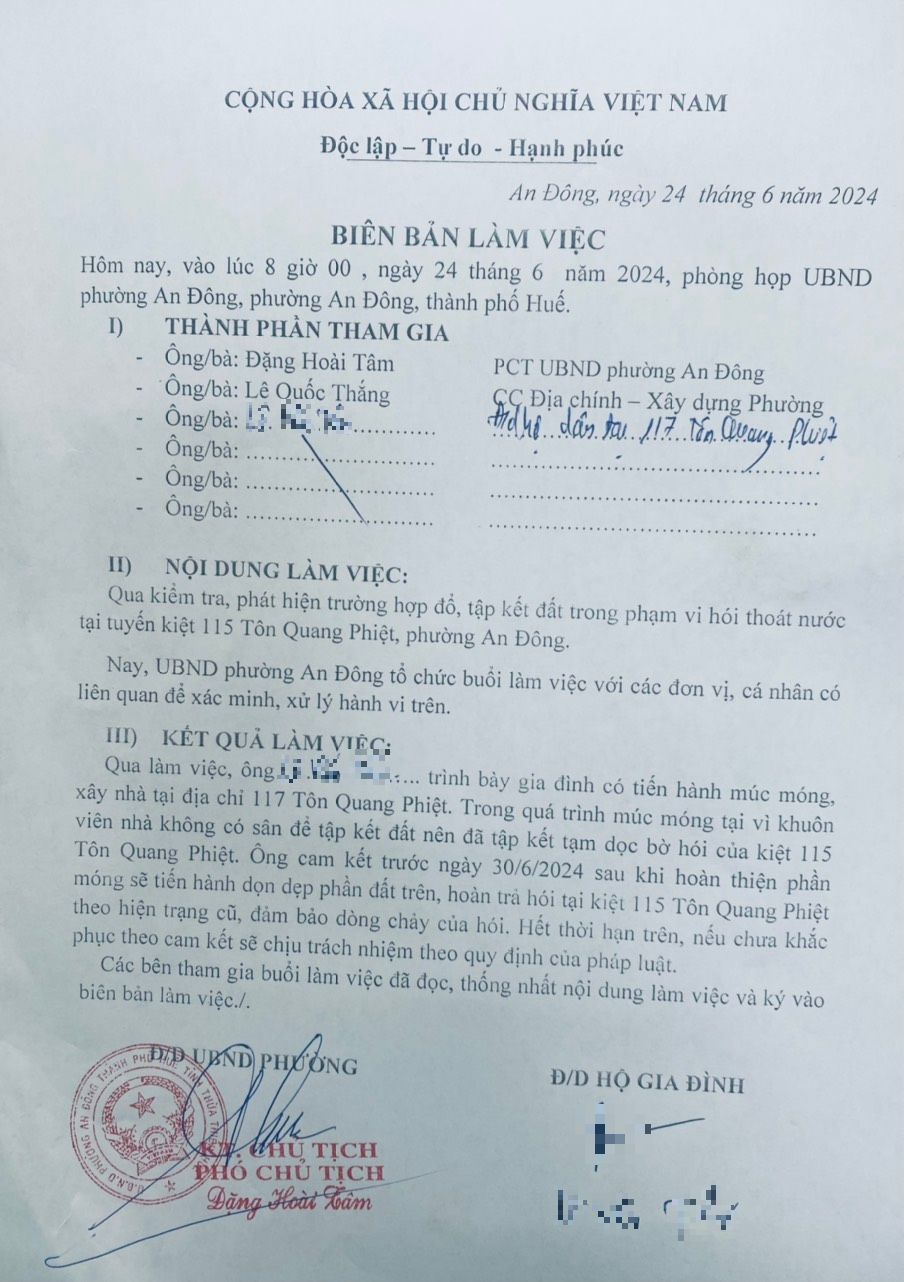 CỘNG HÒA XÃ HỘI CHỦ NGHĨA VIỆT NAM
Độc lập – Tự do - Hạnh phúc
An Đông, ngày 24 tháng 6 năm 2024
BIÊN BẢN LÀM VIỆC
Hôm nay, vào lúc 8 giờ 00 , ngày 24 tháng 6 năm 2024, phòng họp UBND
phường An Đông, phường An Đông, thành phố Huế.
I) THÀNH PHẦN THAM GIA
- Ông/bà: Đặng Hoài Tâm PCT UBND phường An Đông
- Ông/bà: Lê Quốc Thắng CC Địa chính – Xây dựng Phường
- Ông/bà: hộ dân tại 117 Tôn Quang Phiệt
- Ông/bà: ....................................
- Ông/bà: ....................................
- Ông/bà: ....................................
II) NỘI DUNG LÀM VIỆC:
Qua kiểm tra, phát hiện trường hợp đổ, tập kết đất trong phạm vi hói thoát nước
tại tuyến kiệt 115 Tôn Quang Phiệt, phường An Đông.
Nay, UBND phường An Đông tổ chức buổi làm việc với các đơn vị, cá nhân có
liên quan để xác minh, xử lý hành vi trên.
III) KẾT QUẢ LÀM VIỆC:
Qua làm việc, ông ... trình bày gia đình có tiến hành múc móng,
xây nhà tại địa chỉ 117 Tôn Quang Phiệt. Trong quá trình múc móng tại vì khuôn
viên nhà không có sân để tập kết đất nên đã tập kết tạm dọc bờ hói của kiệt 115
Tôn Quang Phiệt. Ông cam kết trước ngày 30/6/2024 sau khi hoàn thiện phần
móng sẽ tiến hành dọn dẹp phần đất trên, hoàn trả hói tại kiệt 115 Tôn Quang Phiệt
theo hiện trạng cũ, đảm bảo dòng chảy của hói. Hết thời hạn trên, nếu chưa khắc
phục theo cam kết sẽ chịu trách nhiệm theo quy định của pháp luật.
Các bên tham gia buổi làm việc đã đọc, thống nhất nội dung làm việc và ký vào
biên bản làm việc./.
Đ/D UBND PHƯỜNG
Đ/D HỘ GIA ĐÌNH
KT. CHỦ TỊCH
PHÓ CHỦ TỊCH
Đặng Hoài Tâm